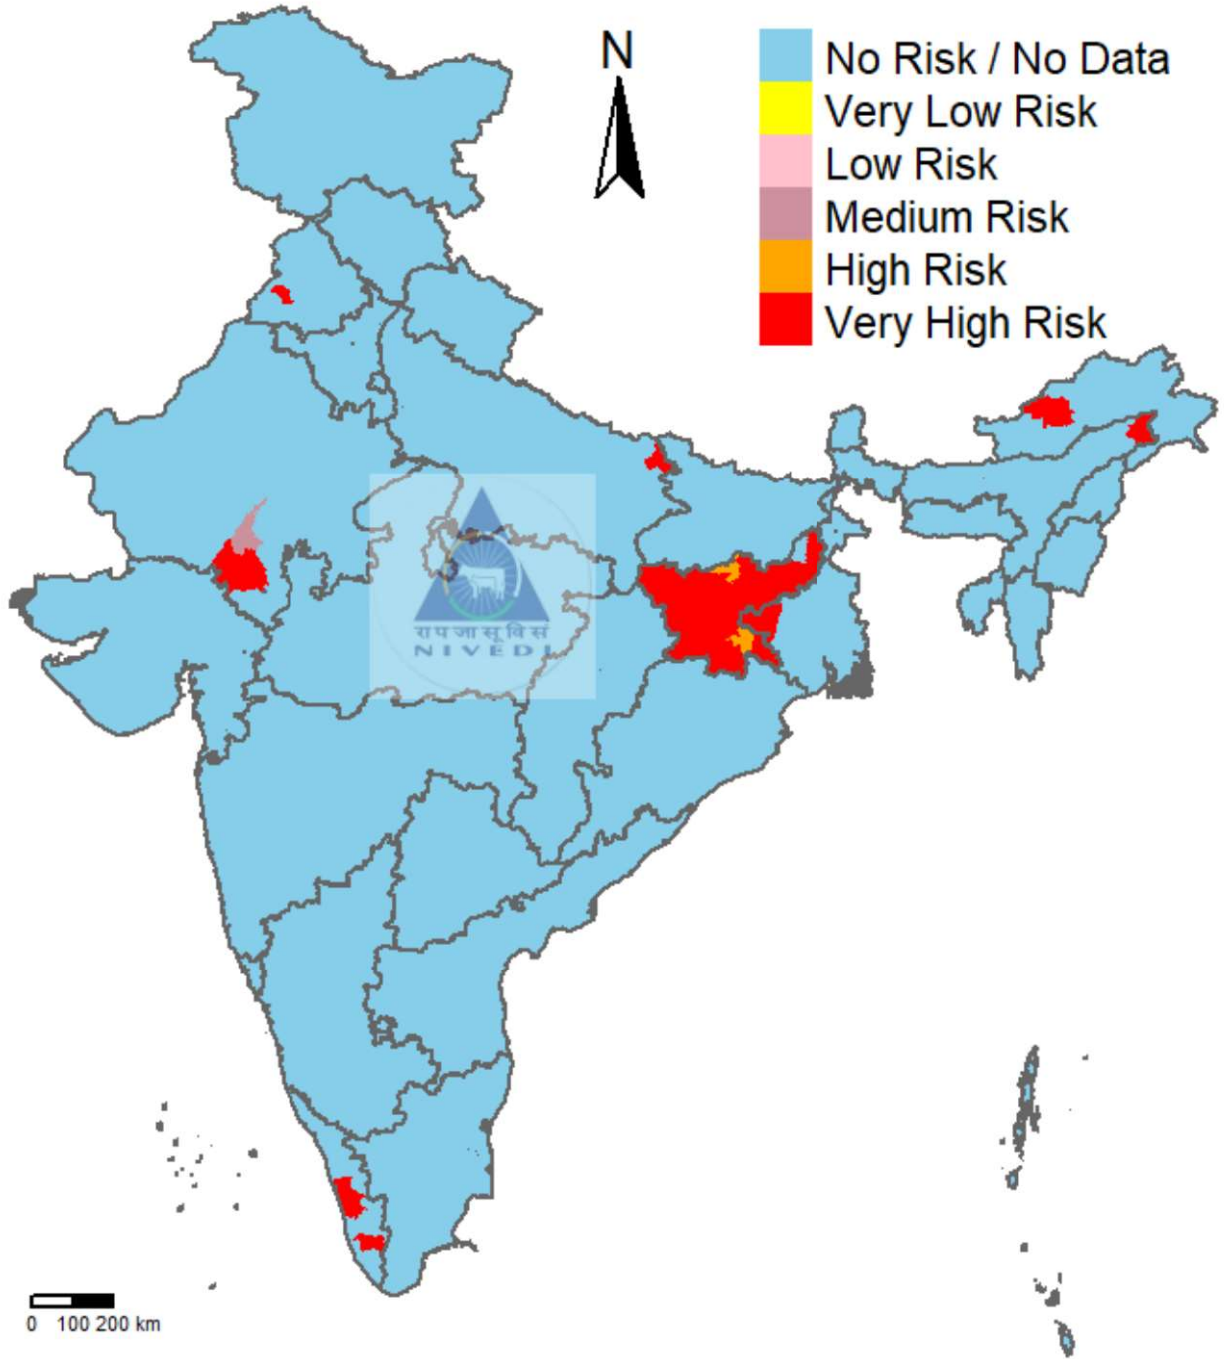 N
No Risk / No Data
Very Low Risk
Low Risk
Medium Risk
High Risk
Very High Risk
रापजासूविसं
NIVEDI
0 100 200 km